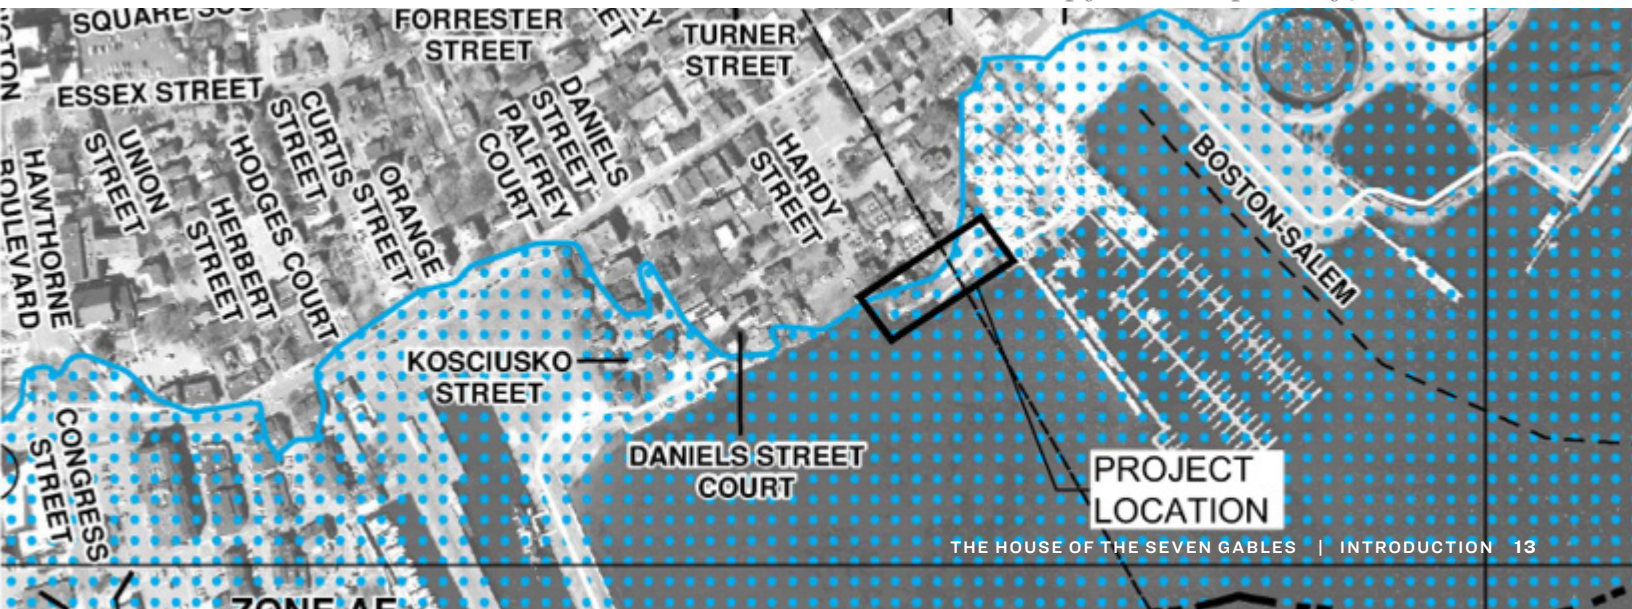 SQUARE
FORRESTER
STREET
TURNER
STREET
ESSEX STREET
HAWTHORNE
BOULEVARD
UNION
STREET
HERBERT
STREET
HODGES COURT
CURTIS
STREET
ORANGE
STREET
PALFREY
COURT
DANIELS
STREET
HARDY
STREET
BOSTON-SALEM
KOSCIUSKO
STREET
CONGRESS
STREET
DANIELS STREET
COURT
PROJECT
LOCATION
THE HOUSE OF THE SEVEN GABLES | INTRODUCTION 13
ZONE AE